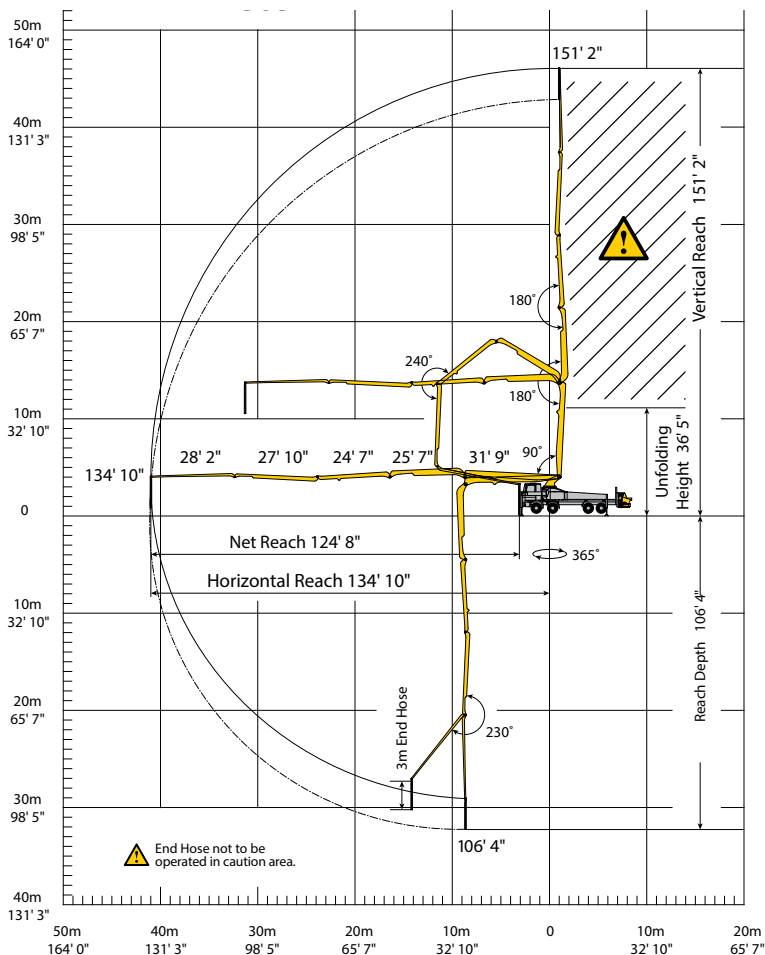 50m
164' 0"
40m
131' 3"
30m
98' 5"
20m
65' 7"
10m
32' 10"
0
10m
32' 10"
20m
65' 7"
30m
98' 5"
40m
131' 3"
151' 2"
Vertical Reach 151' 2"
180˚
240˚
180˚
Unfolding
Height 36' 5"
134' 10"
28' 2"
27' 10"
24' 7"
25' 7"
31' 9"
90˚
Net Reach 124' 8"
365˚
Horizontal Reach 134' 10"
Reach Depth 106' 4"
3m End Hose
230˚
106' 4"
End Hose not to be
operated in caution area.
50m
164' 0"
40m
131' 3"
30m
98' 5"
20m
65' 7"
10m
32' 10"
0
10m
32' 10"
20m
65' 7"